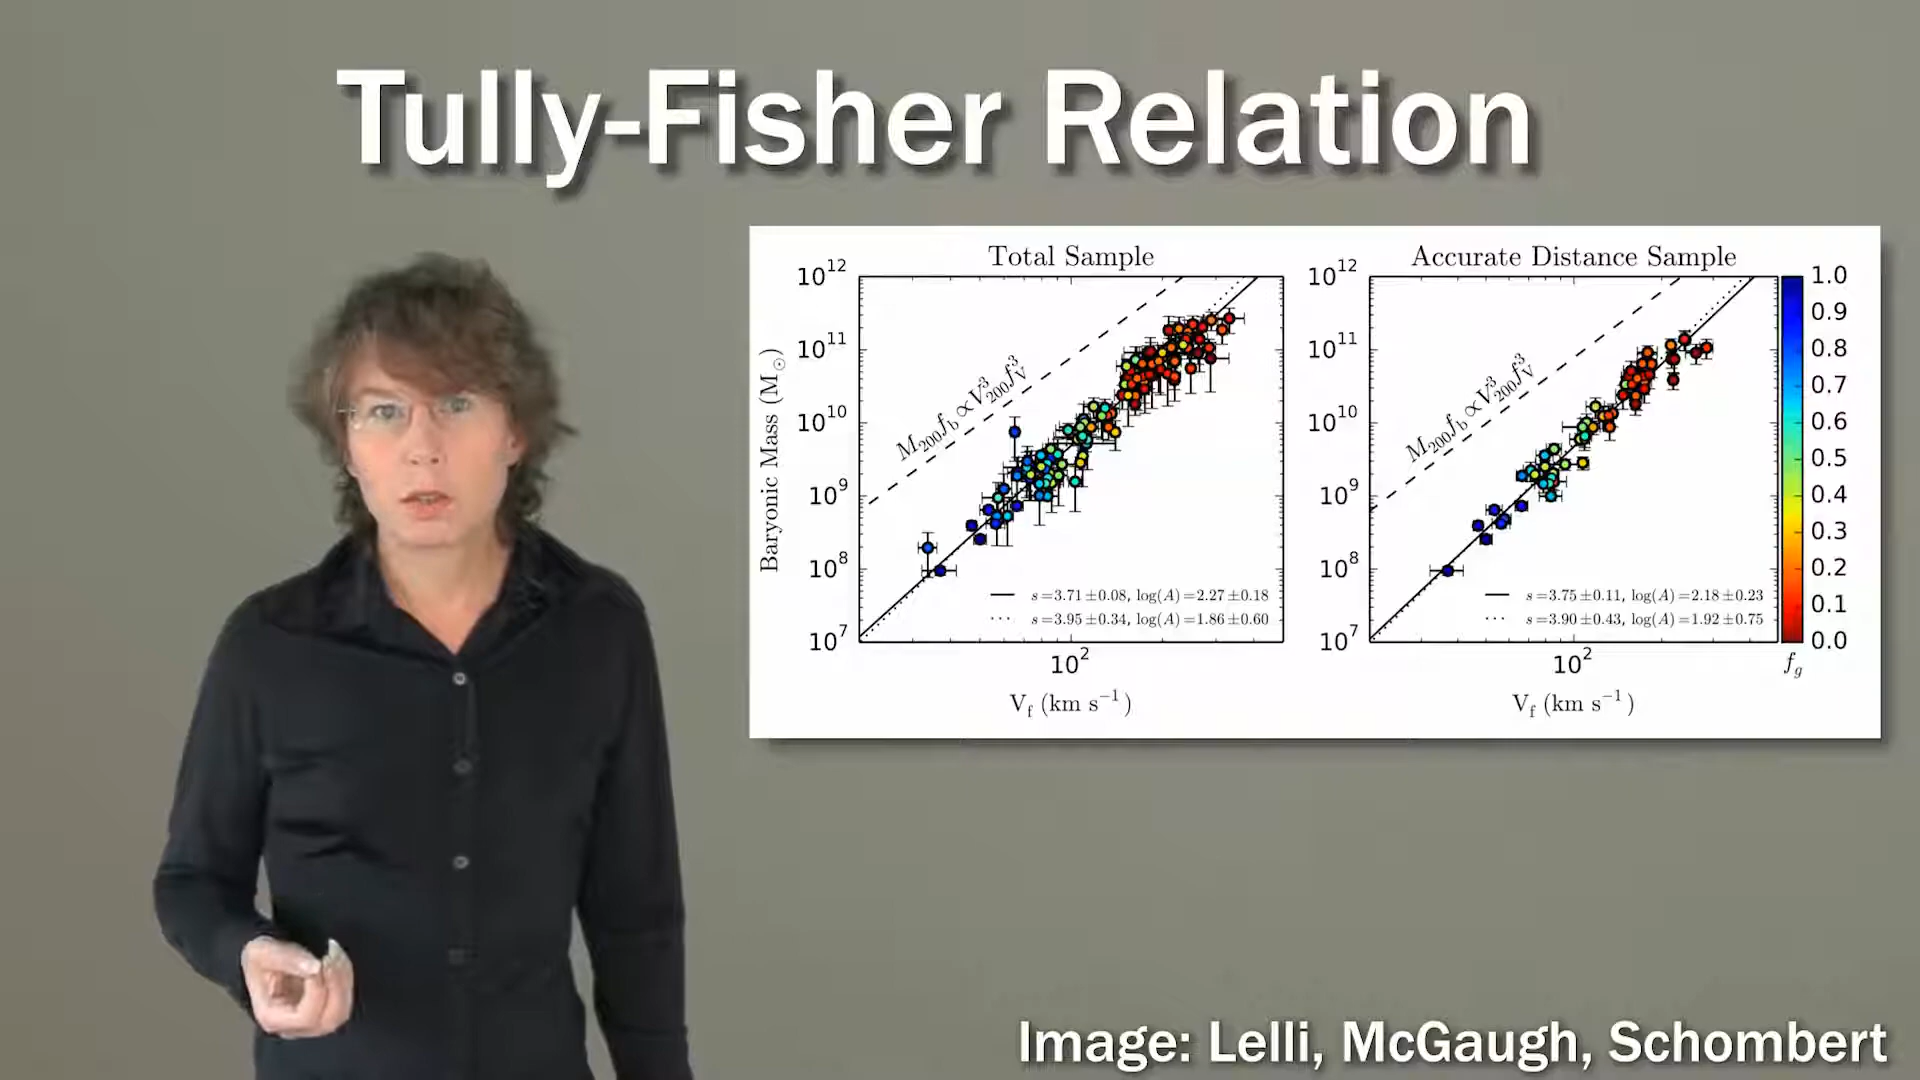 Tully-Fisher Relation
Total Sample
Accurate Distance Sample
10^12
10^11
10^10
10^9
10^8
10^7
Baryonic Mass (M⊙)
M200 fb ∝ V^3_200 f^3_V
s=3.71±0.08, log(A)=2.27±0.18
s=3.95±0.34, log(A)=1.86±0.60
10^2
Vf (km s^−1)
10^12
10^11
10^10
10^9
10^8
10^7
M200 fb ∝ V^3_200 f^3_V
s=3.75±0.11, log(A)=2.18±0.23
s=3.90±0.43, log(A)=1.92±0.75
10^2
Vf (km s^−1)
1.0
0.9
0.8
0.7
0.6
0.5
0.4
0.3
0.2
0.1
0.0
fg
Image: Lelli, McGaugh, Schombert